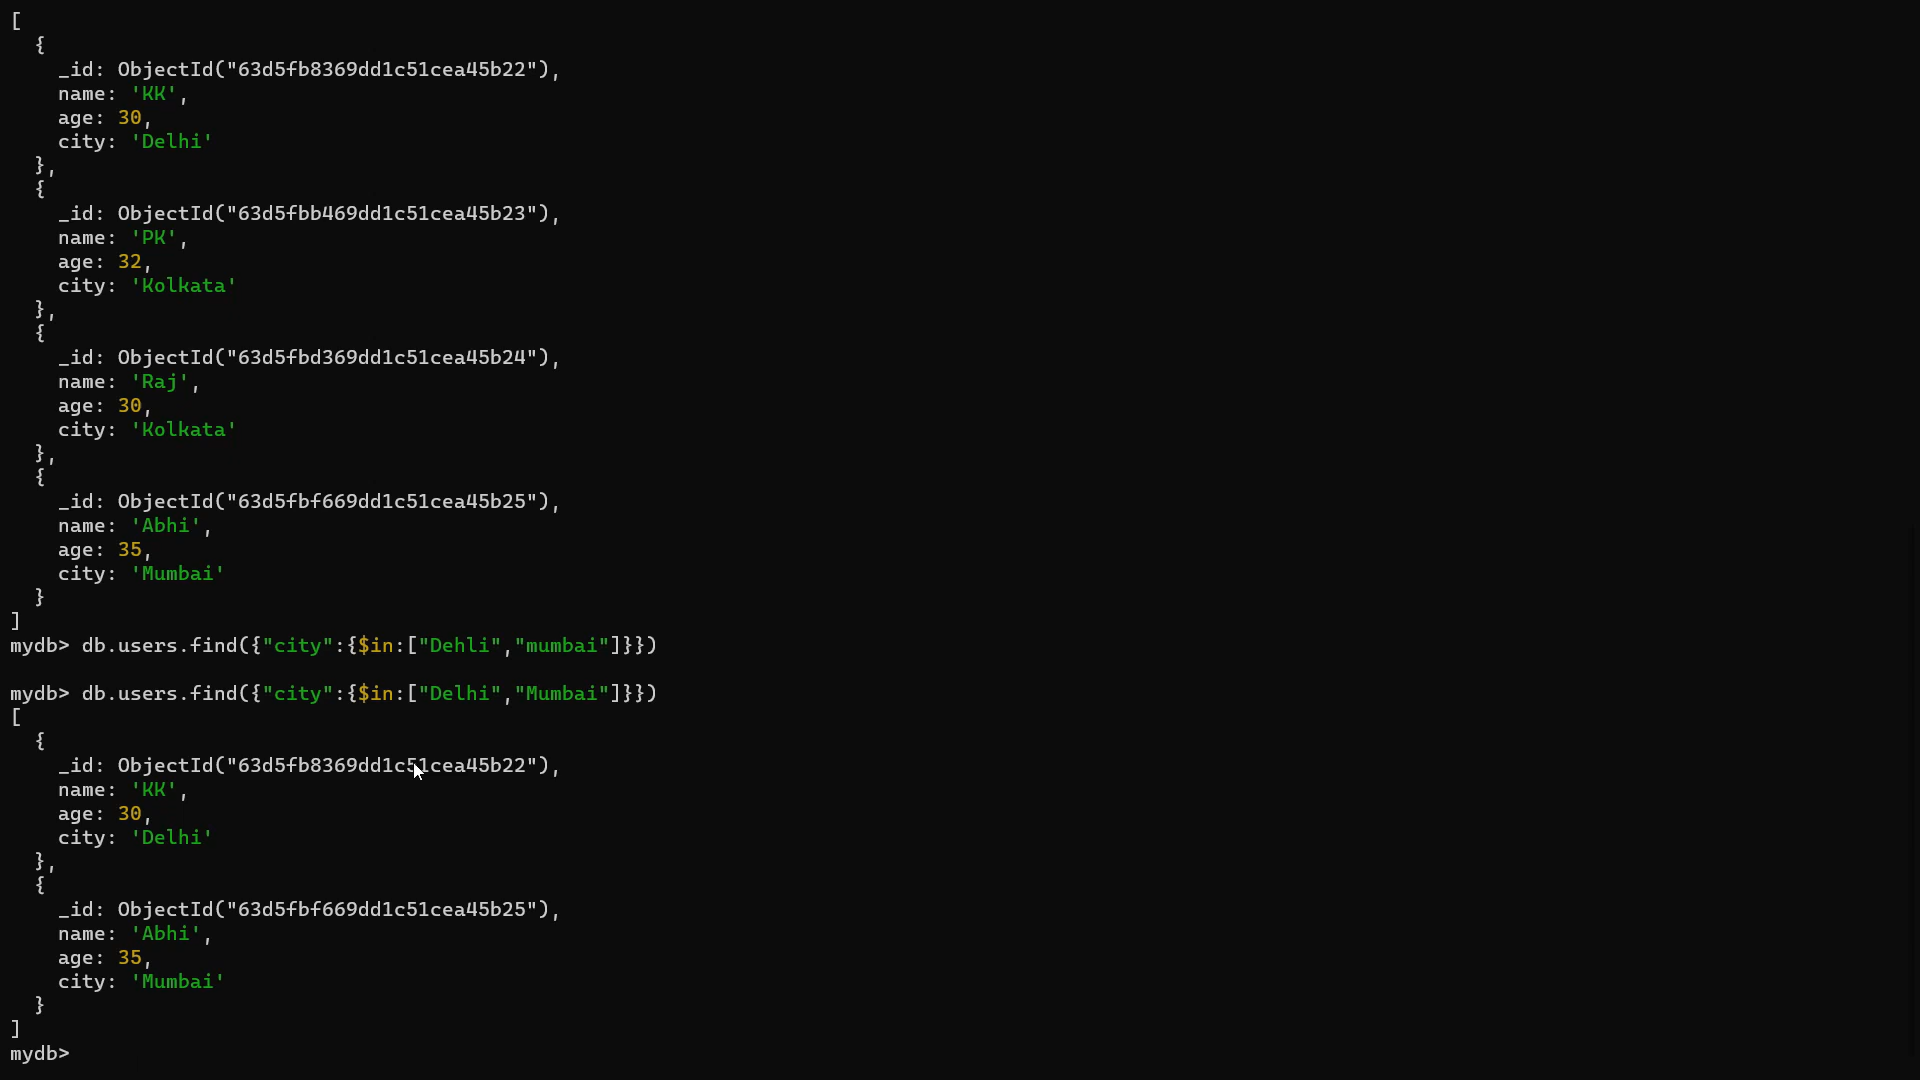 [
  {
    _id: ObjectId("63d5fb8369dd1c51cea45b22"),
    name: 'KK',
    age: 30,
    city: 'Delhi'
  },
  {
    _id: ObjectId("63d5fbb469dd1c51cea45b23"),
    name: 'PK',
    age: 32,
    city: 'Kolkata'
  },
  {
    _id: ObjectId("63d5fbd369dd1c51cea45b24"),
    name: 'Raj',
    age: 30,
    city: 'Kolkata'
  },
  {
    _id: ObjectId("63d5fbf669dd1c51cea45b25"),
    name: 'Abhi',
    age: 35,
    city: 'Mumbai'
  }
]
mydb> db.users.find({"city":{$in:["Dehli","mumbai"]}})

mydb> db.users.find({"city":{$in:["Delhi","Mumbai"]}})
[
  {
    _id: ObjectId("63d5fb8369dd1c51cea45b22"),
    name: 'KK',
    age: 30,
    city: 'Delhi'
  },
  {
    _id: ObjectId("63d5fbf669dd1c51cea45b25"),
    name: 'Abhi',
    age: 35,
    city: 'Mumbai'
  }
]
mydb>